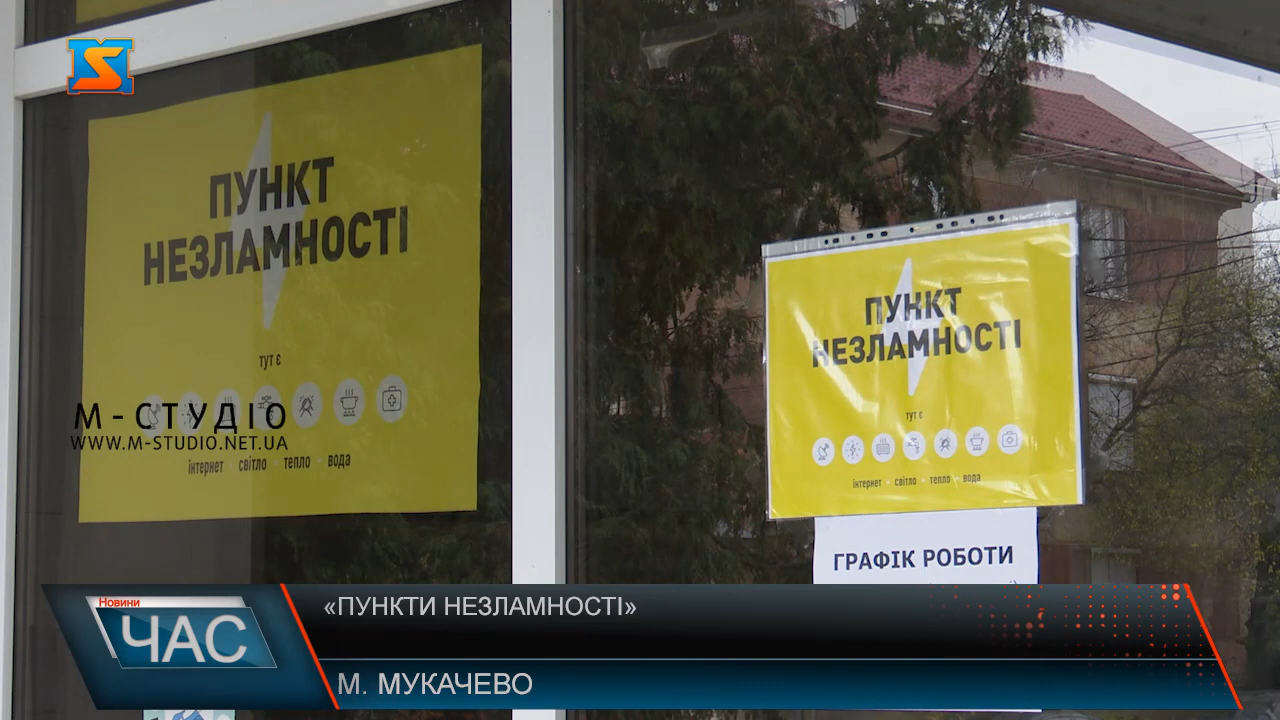 ПУНКТ
НЕЗЛАМНОСТІ
тут є
інтернет · світло · тепло · вода
М - СТУДІО
WWW.M-STUDIO.NET.UA
ПУНКТ
НЕЗЛАМНОСТІ
тут є
інтернет · світло · тепло · вода
ГРАФІК РОБОТИ
Новини
ЧАС
«ПУНКТИ НЕЗЛАМНОСТІ»
М. МУКАЧЕВО